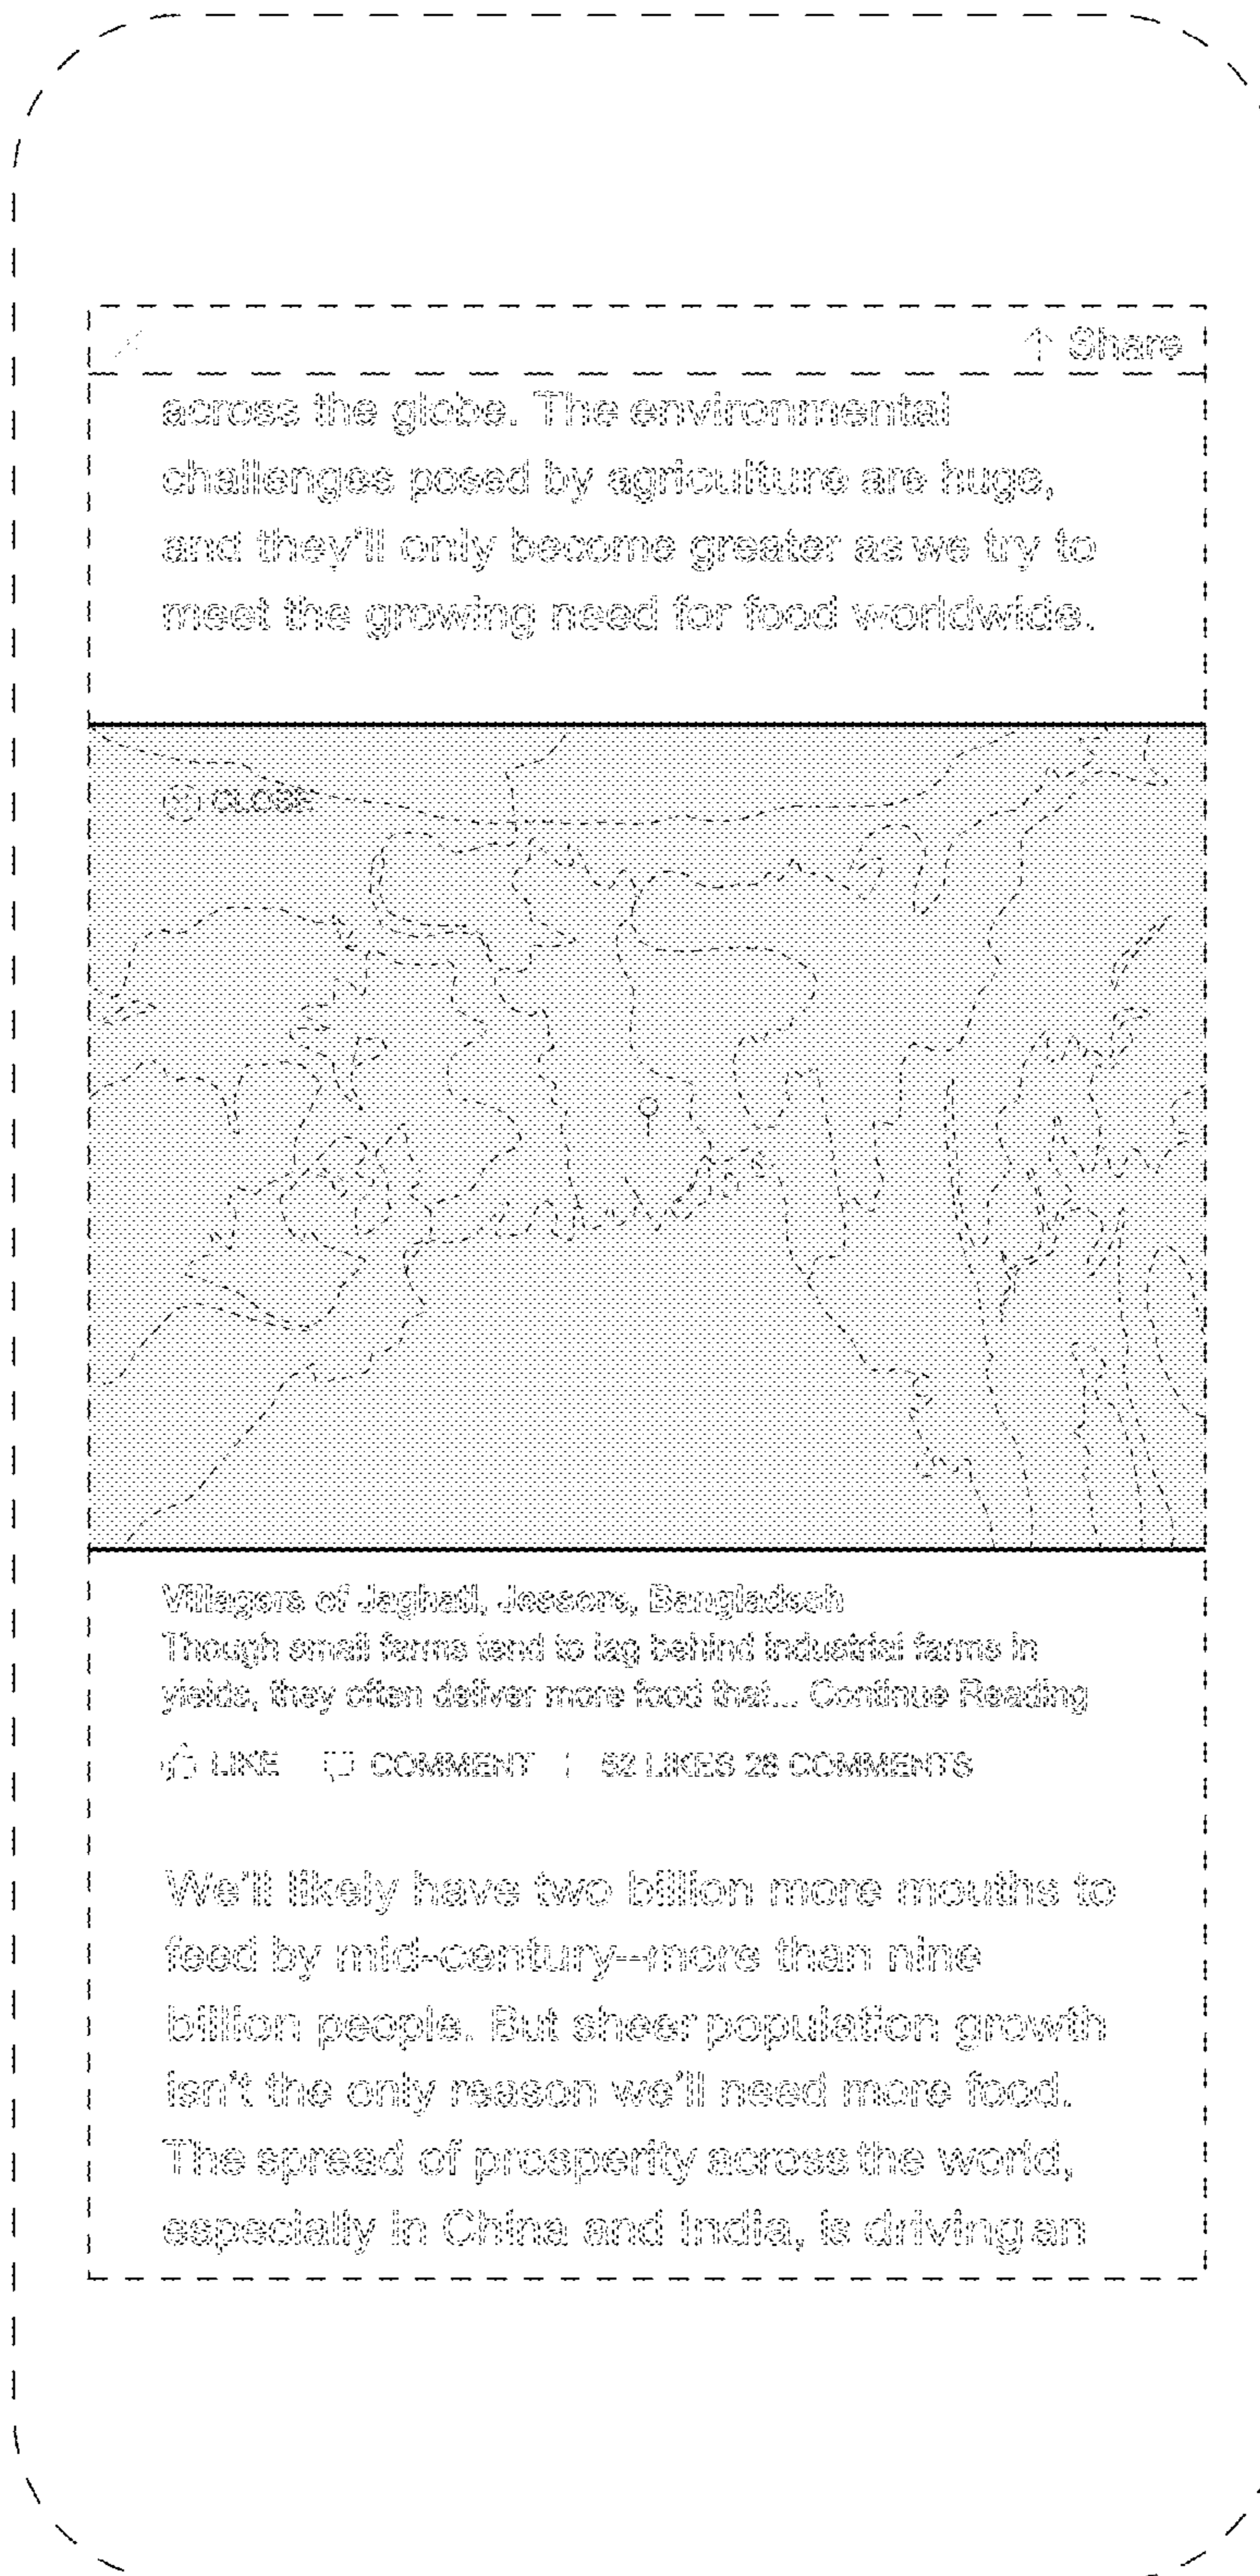 Share
across the globe. The environmental
challenges posed by agriculture are huge,
and they'll only become greater as we try to
meet the growing need for food worldwide.
CLOSE
Villagers of Jaghati, Jessore, Bangladesh
Though small farms tend to lag behind industrial farms in
yields, they often deliver more food that... Continue Reading
LIKE COMMENT | 52 LIKES 28 COMMENTS
We'll likely have two billion more mouths to
feed by mid-century--more than nine
billion people. But sheer population growth
isn't the only reason we'll need more food.
The spread of prosperity across the world,
especially in China and India, is driving an